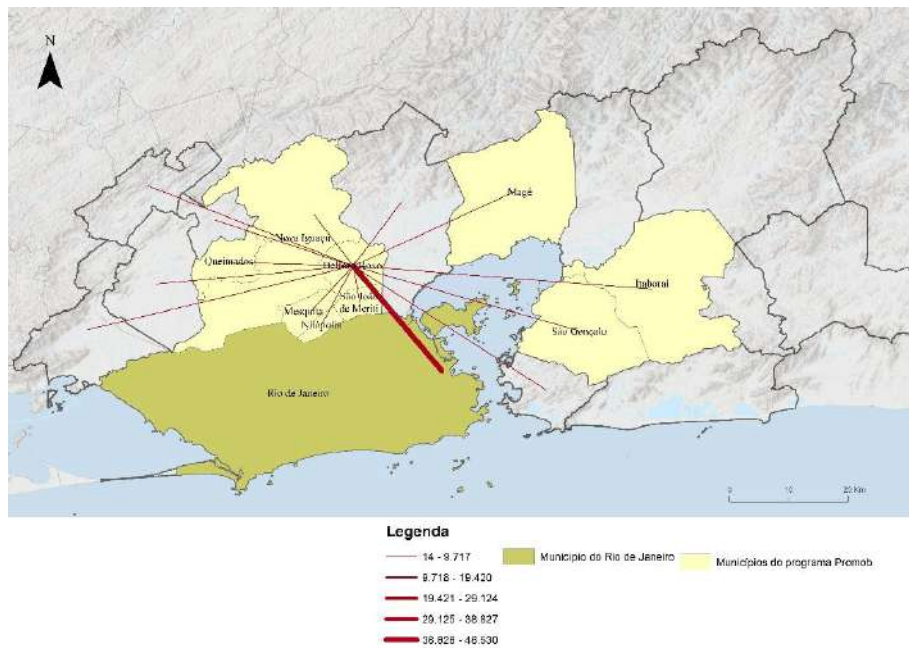 N
Magé
Nova Iguaçu
Queimados
Itaboraí
São João
de Meriti
Mesquita
Nilópolis
São Gonçalo
Rio de Janeiro
0 10 20 Km
Legenda
14 - 9.717
9.718 - 19.420
19.421 - 29.124
29.125 - 38.827
38.828 - 48.530
Município do Rio de Janeiro
Municípios do programa Promob